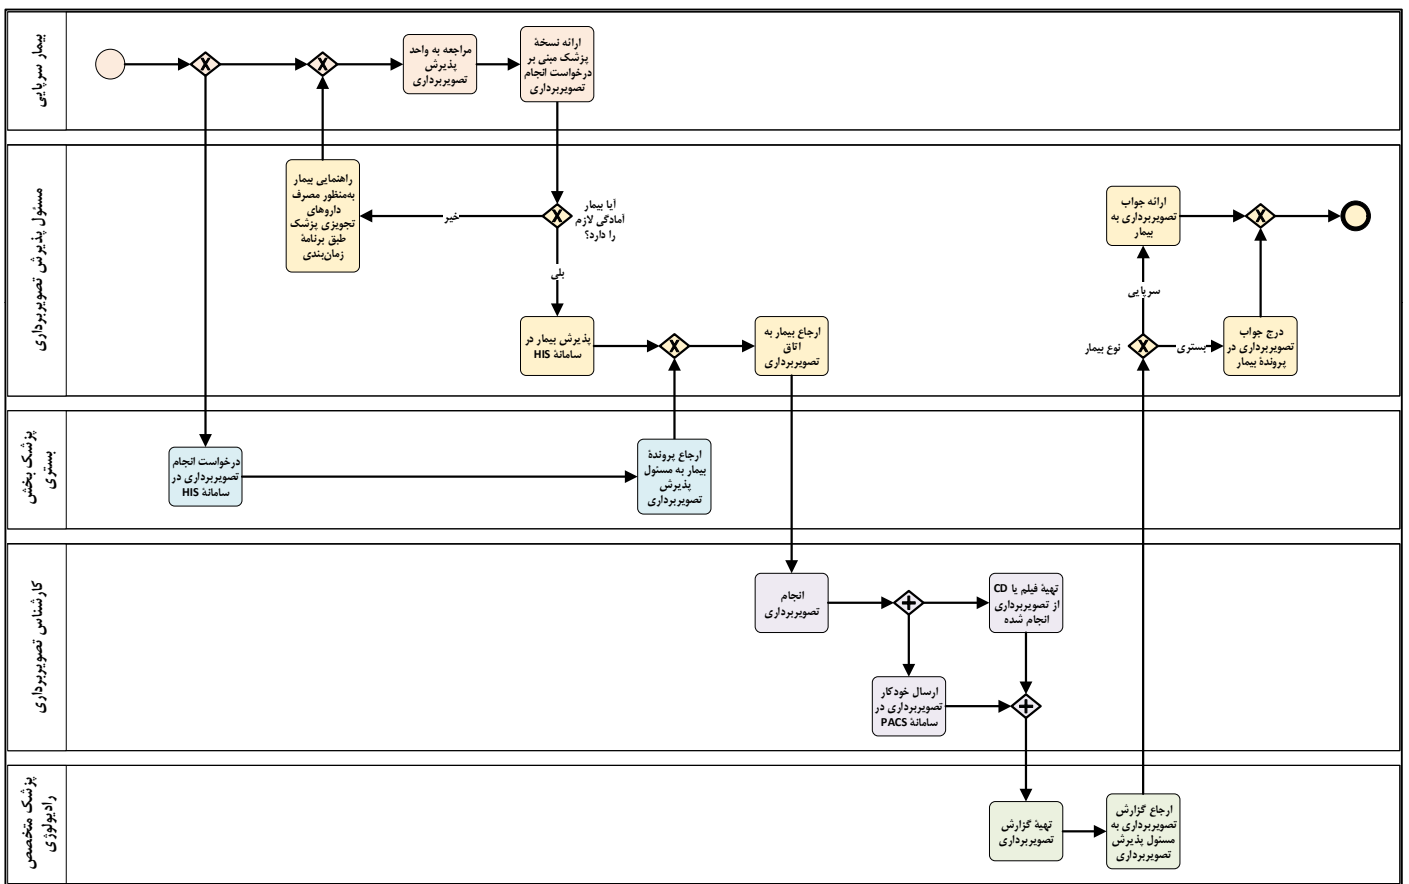 بیمار سرپایی
مراجعه به واحد
پذیرش
تصویربرداری
ارائه نسخهٔ
پزشک مبنی بر
درخواست انجام
تصویربرداری
مسئول پذیرش تصویربرداری
راهنمایی بیمار
به‌منظور مصرف
داروهای
تجویزی پزشک
طبق برنامهٔ
زمان‌بندی
خیر
آیا بیمار
آمادگی لازم
را دارد؟
بلی
پذیرش بیمار در
سامانهٔ HIS
ارجاع بیمار به
اتاق
تصویربرداری
ارائه جواب
تصویربرداری به
بیمار
سرپایی
نوع بیمار
بستری
درج جواب
تصویربرداری در
پروندهٔ بیمار
پزشک بخش
بستری
درخواست انجام
تصویربرداری در
سامانهٔ HIS
ارجاع پروندهٔ
بیمار به مسئول
پذیرش
تصویربرداری
کارشناس تصویربرداری
انجام
تصویربرداری
تهیهٔ فیلم یا CD
از تصویربرداری
انجام شده
ارسال خودکار
تصویربرداری در
سامانهٔ PACS
پزشک متخصص
رادیولوژی
تهیهٔ گزارش
تصویربرداری
ارجاع گزارش
تصویربرداری به
مسئول پذیرش
تصویربرداری